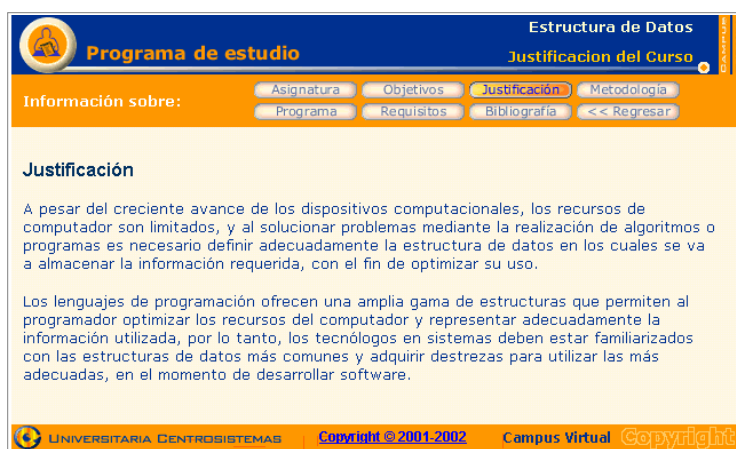 Estructura de Datos
Programa de estudio
Justificacion del Curso
CAMPUS
Información sobre:
Asignatura Objetivos Justificación Metodología
Programa Requisitos Bibliografía << Regresar
Justificación
A pesar del creciente avance de los dispositivos computacionales, los recursos de
computador son limitados, y al solucionar problemas mediante la realización de algoritmos o
programas es necesario definir adecuadamente la estructura de datos en los cuales se va
a almacenar la información requerida, con el fin de optimizar su uso.
Los lenguajes de programación ofrecen una amplia gama de estructuras que permiten al
programador optimizar los recursos del computador y representar adecuadamente la
información utilizada, por lo tanto, los tecnólogos en sistemas deben estar familiarizados
con las estructuras de datos más comunes y adquirir destrezas para utilizar las más
adecuadas, en el momento de desarrollar software.
UNIVERSITARIA CENTROSISTEMAS Copyright © 2001-2002 Campus Virtual Copyright